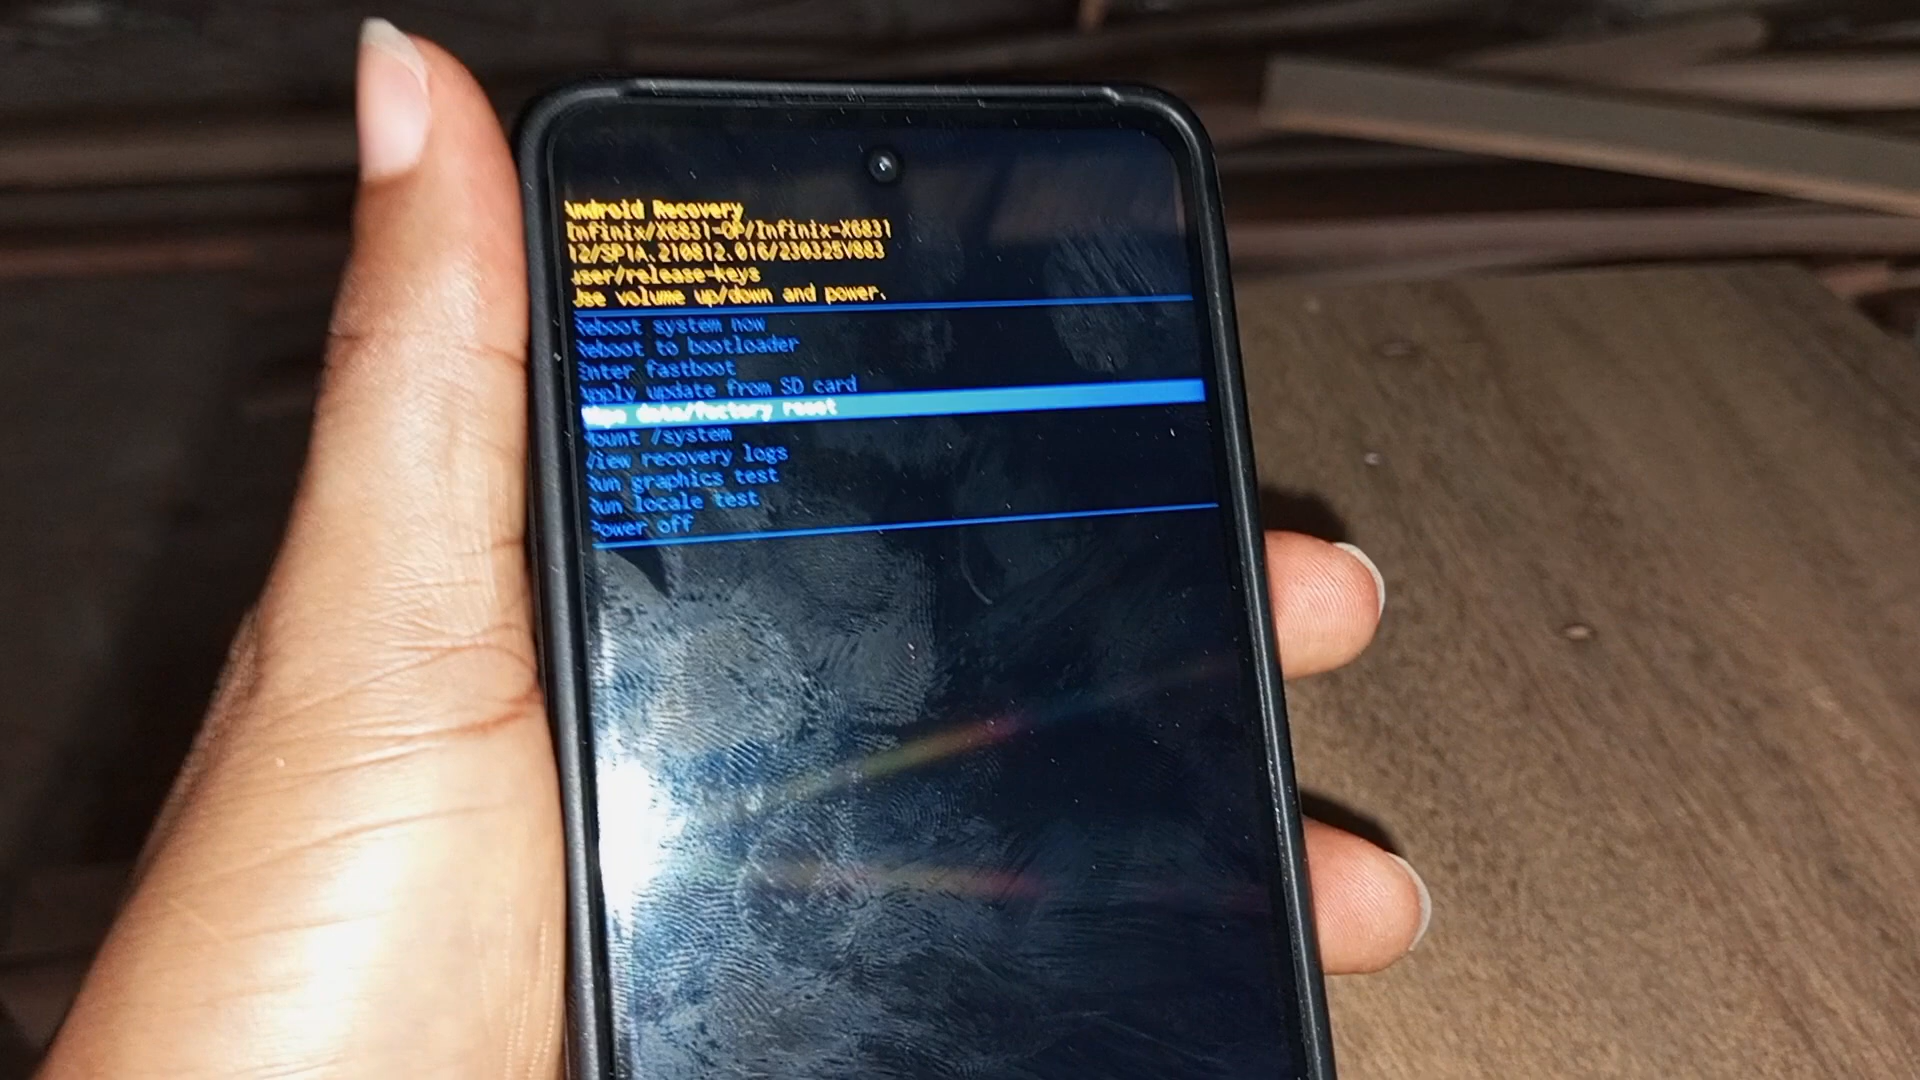 Android Recovery
Infinix/X6831-OP/Infinix-X6831
12/SP1A.210812.016/230325V883
user/release-keys
Use volume up/down and power.
Reboot system now
Reboot to bootloader
Enter fastboot
Apply update from SD card
Wipe data/factory reset
Mount /system
View recovery logs
Run graphics test
Run locale test
Power off